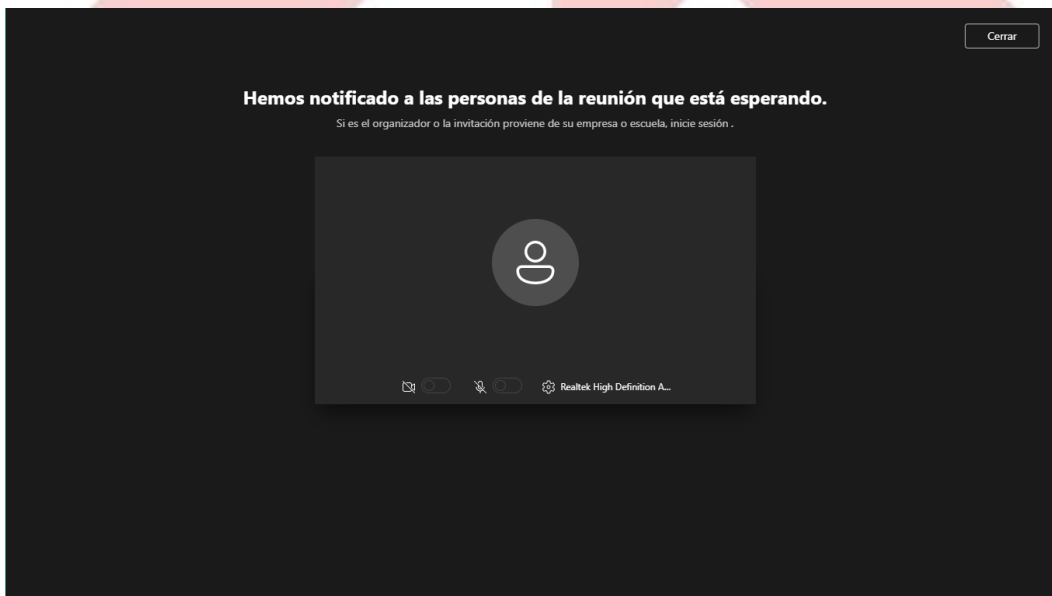 Cerrar
Hemos notificado a las personas de la reunión que está esperando.
Si es el organizador o la invitación proviene de su empresa o escuela, inicie sesión .
Realtek High Definition A...